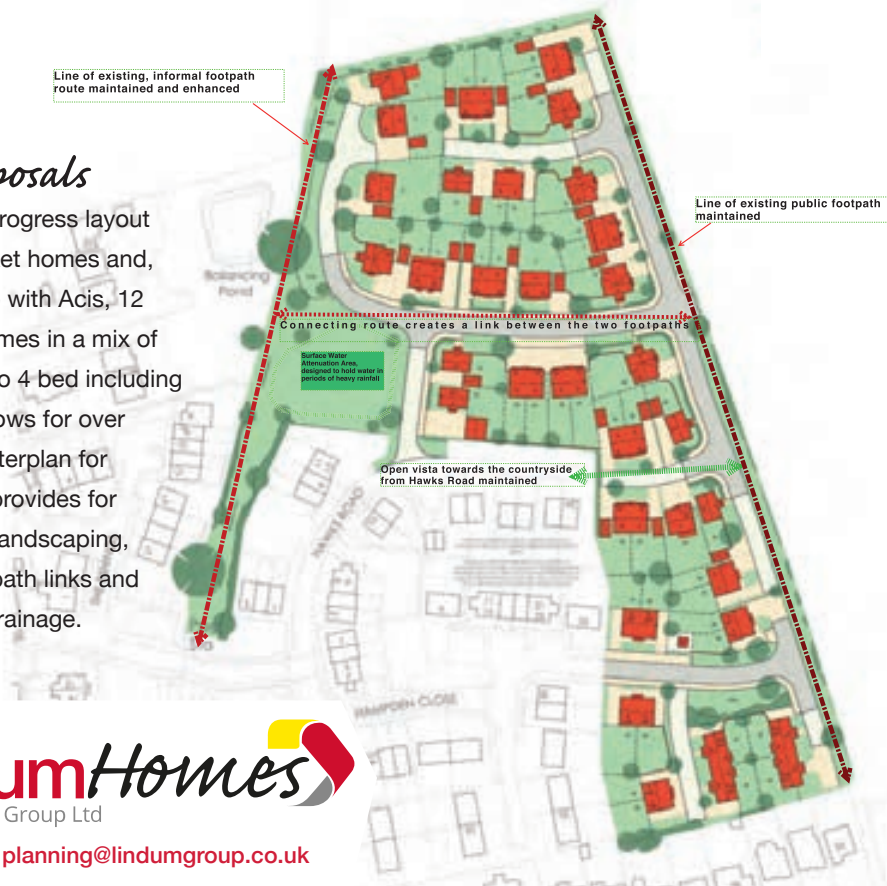 Line of existing, informal footpath
route maintained and enhanced
posals
rogress layout
et homes and,
with Acis, 12
mes in a mix of
o 4 bed including
ows for over
terplan for
provides for
andscaping,
path links and
rainage.
Line of existing public footpath
maintained
Balancing
Pond
Connecting route creates a link between the two footpaths
Surface Water
Attenuation Area,
designed to hold water in
periods of heavy rainfall
Open vista towards the countryside
from Hawks Road maintained
HAWKES ROAD
HAMPDEN CLOSE
umHomes
Group Ltd
planning@lindumgroup.co.uk